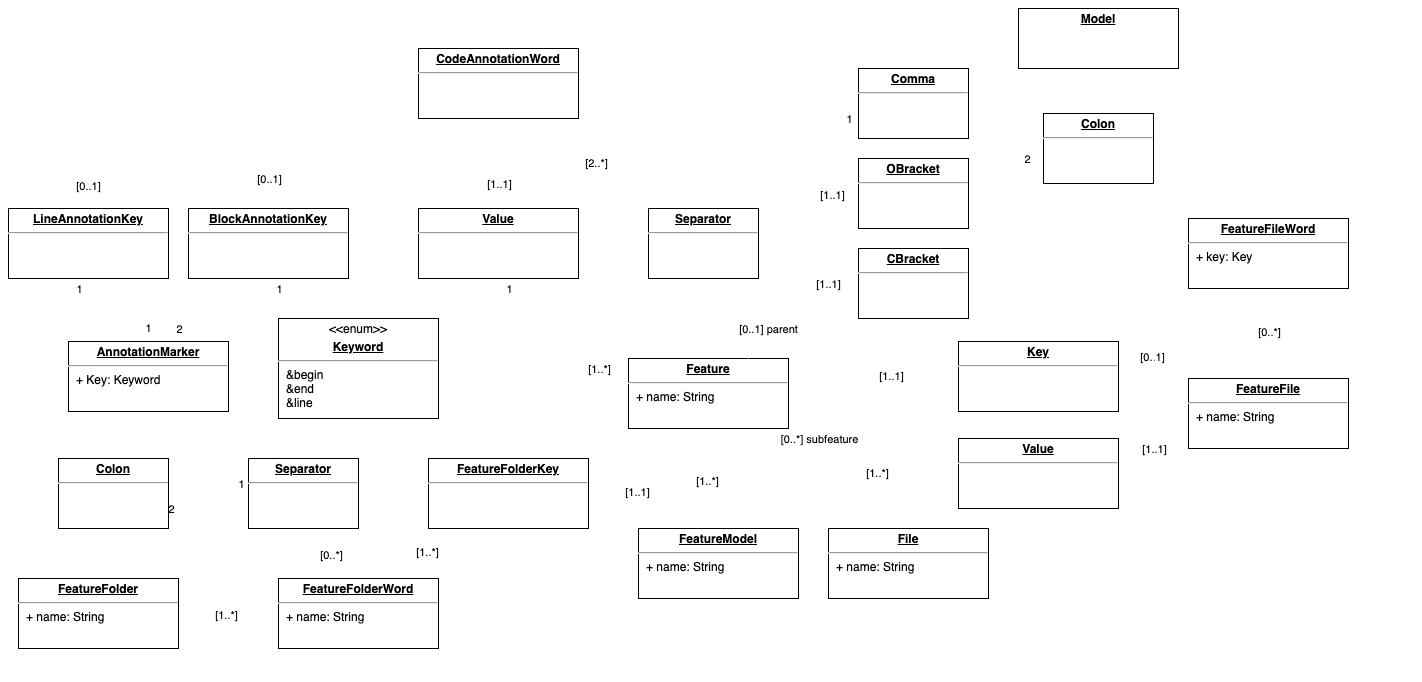 Model
CodeAnnotationWord
Comma
1
Colon
2
[2..*]
[0..1]
[0..1]
[1..1]
OBracket
[1..1]
LineAnnotationKey
BlockAnnotationKey
Value
Separator
FeatureFileWord
+ key: Key
CBracket
[1..1]
1
1
1
1
2
<<enum>>
Keyword
&begin
&end
&line
[0..1] parent
[0..*]
AnnotationMarker
+ Key: Keyword
[1..*]
Feature
+ name: String
[1..1]
Key
[0..1]
FeatureFile
+ name: String
[0..*] subfeature
Value
[1..1]
Colon
2
Separator
1
FeatureFolderKey
[1..1]
[1..*]
[1..*]
FeatureModel
+ name: String
File
+ name: String
[0..*]
[1..*]
FeatureFolder
+ name: String
[1..*]
FeatureFolderWord
+ name: String